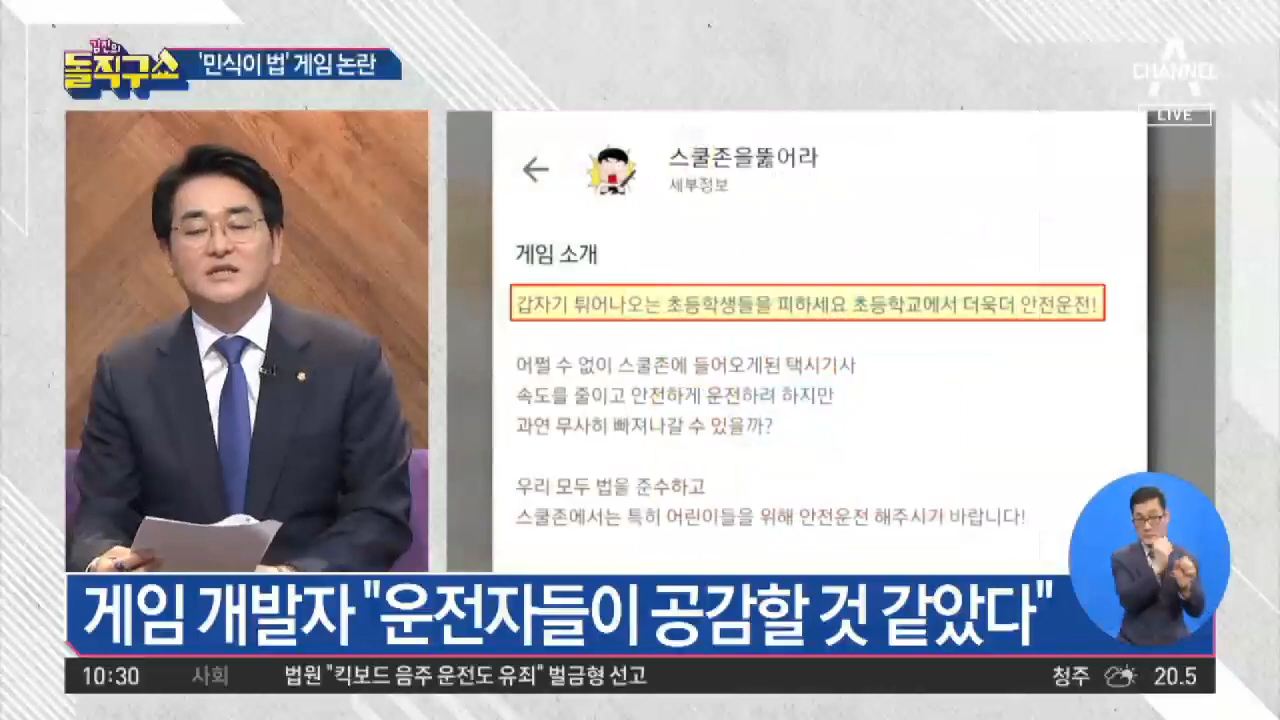 김진의
돌직구쇼
'민식이 법' 게임 논란
CHANNEL A
LIVE
스쿨존을뚫어라
세부정보
게임 소개
갑자기 튀어나오는 초등학생들을 피하세요 초등학교에서 더욱더 안전운전!
어쩔 수 없이 스쿨존에 들어오게된 택시기사
속도를 줄이고 안전하게 운전하려 하지만
과연 무사히 빠져나갈 수 있을까?
우리 모두 법을 준수하고
스쿨존에서는 특히 어린이들을 위해 안전운전 해주시기 바랍니다!
게임 개발자 "운전자들이 공감할 것 같았다"
10:30 사회 법원 "킥보드 음주 운전도 유죄" 벌금형 선고 청주 20.5